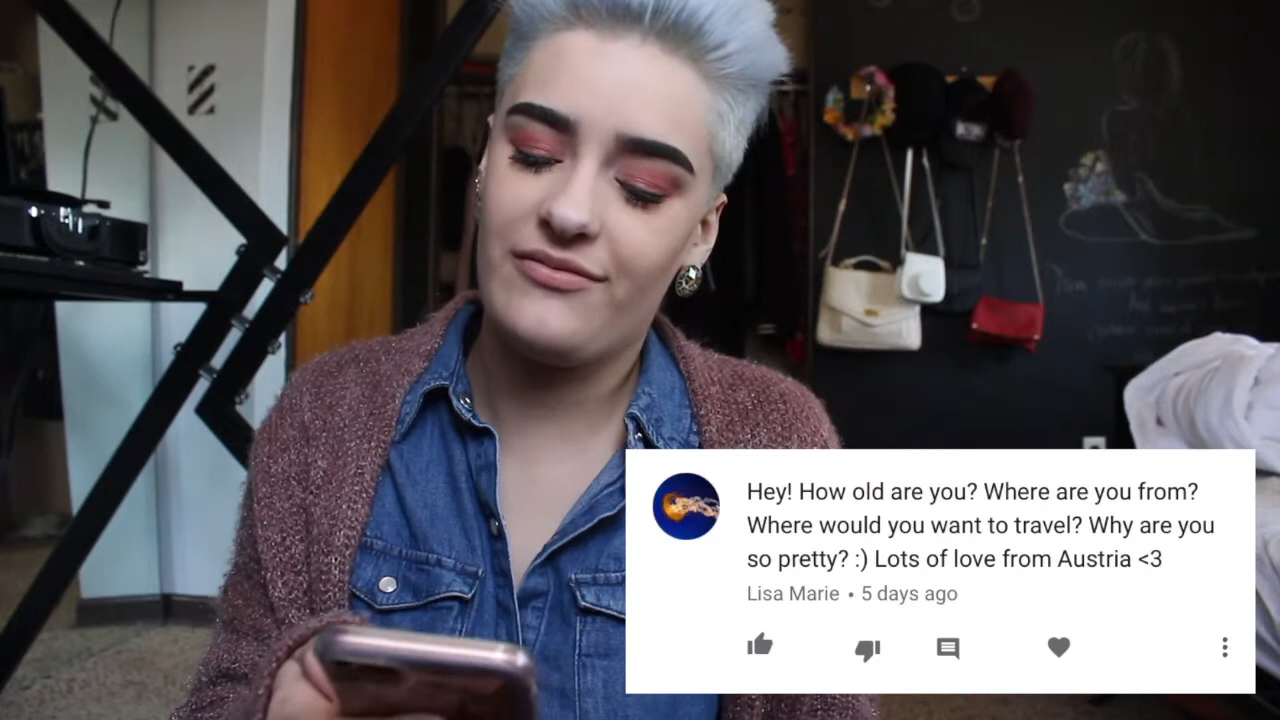 Hey! How old are you? Where are you from?
Where would you want to travel? Why are you
so pretty? :) Lots of love from Austria <3
Lisa Marie • 5 days ago